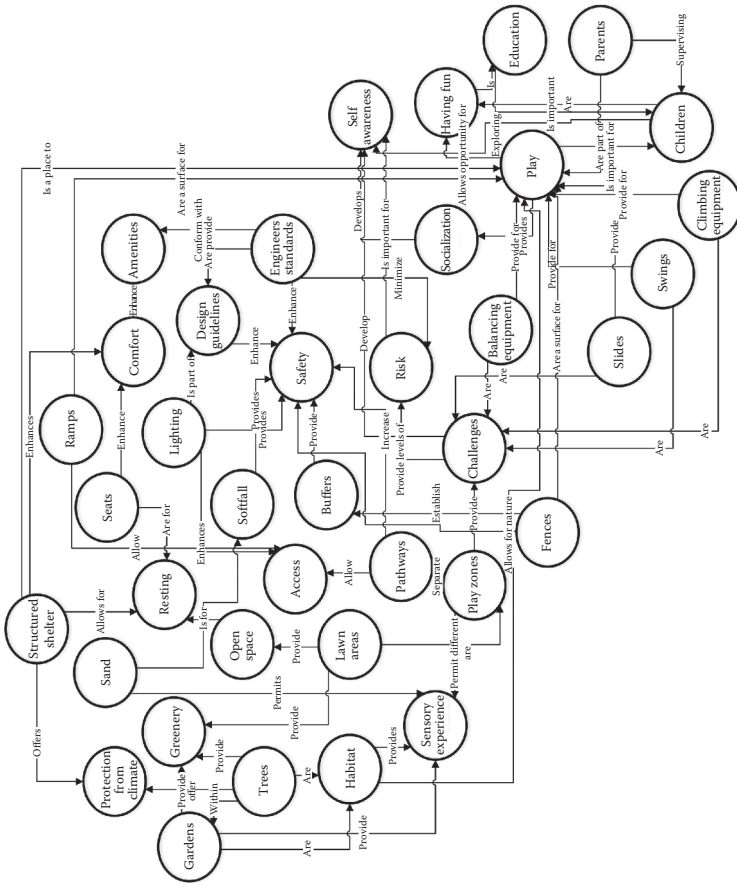 Gardens
Are
Provide
Within
Provide
offer
Protection
from
climate
Offers
Is a place to
Are a surface for
Enhances
Structured
shelter
Allows for
Sand
Greenery
Provide
Trees
Are
Habitat
Provides
Sensory
experience
Permits
Provide
Provide
Lawn
areas
Open
space
Is for
Resting
Are for
Allow
Seats
Enhance
Ramps
Comfort
Enhance
Amenities
Conform with
Are provide
Lighting
Is part of
Design
guidelines
Engineers
standards
Enhance
Enhance
Enhances
Softfall
Provides
Provides
Access
Allow
Pathways
Separate
Permit different
are
Play zones
Provide
Establish
Buffers
Provide
Safety
Increase
Provide levels of
Risk
Minimize
Is important for
Develop
Develops
Self
awareness
Allows for nature
Fences
Challenges
Are
Are
Balancing
equipment
Provide for
Provides
Socialization
Allows opportunity for
Having fun
Exploring
Is
Education
Are a surface for
Provide for
Play
Is important
Are
Are part of
Is important for
Provide for
Parents
Supervising
Children
Slides
Provide
Swings
Are
Climbing
equipment
Are